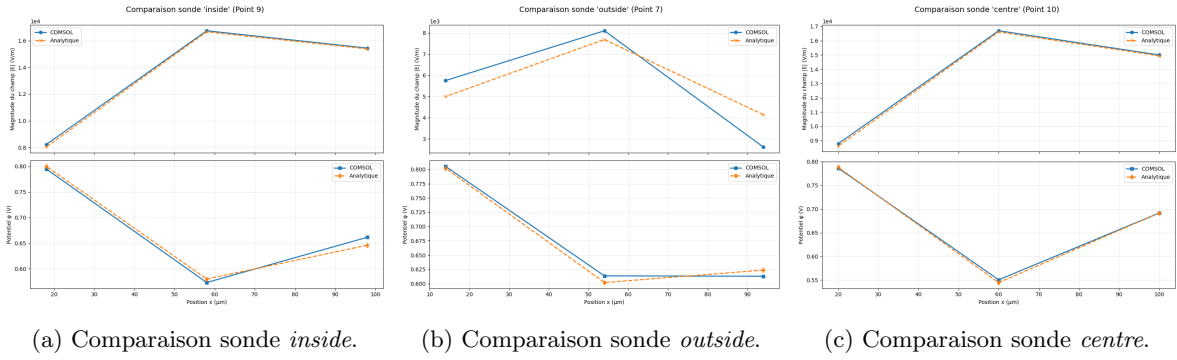 Comparaison sonde 'inside' (Point 9)
1e4
Magnitude du champ |E| (V/m)
1.6
1.4
1.2
1.0
0.8
COMSOL
Analytique
Potentiel φ (V)
0.80
0.75
0.70
0.65
0.60
COMSOL
Analytique
20 30 40 50 60 70 80 90 100
Position x (μm)
(a) Comparaison sonde inside.
Comparaison sonde 'outside' (Point 7)
1e3
Magnitude du champ |E| (V/m)
8
7
6
5
4
3
COMSOL
Analytique
Potentiel φ (V)
0.800
0.775
0.750
0.725
0.700
0.675
0.650
0.625
0.600
COMSOL
Analytique
10 20 30 40 50 60 70 80 90
Position x (μm)
(b) Comparaison sonde outside.
Comparaison sonde 'centre' (Point 10)
1e4
Magnitude du champ |E| (V/m)
1.7
1.6
1.5
1.4
1.3
1.2
1.1
1.0
0.9
COMSOL
Analytique
Potentiel φ (V)
0.80
0.75
0.70
0.65
0.60
0.55
COMSOL
Analytique
20 30 40 50 60 70 80 90 100
Position x (μm)
(c) Comparaison sonde centre.